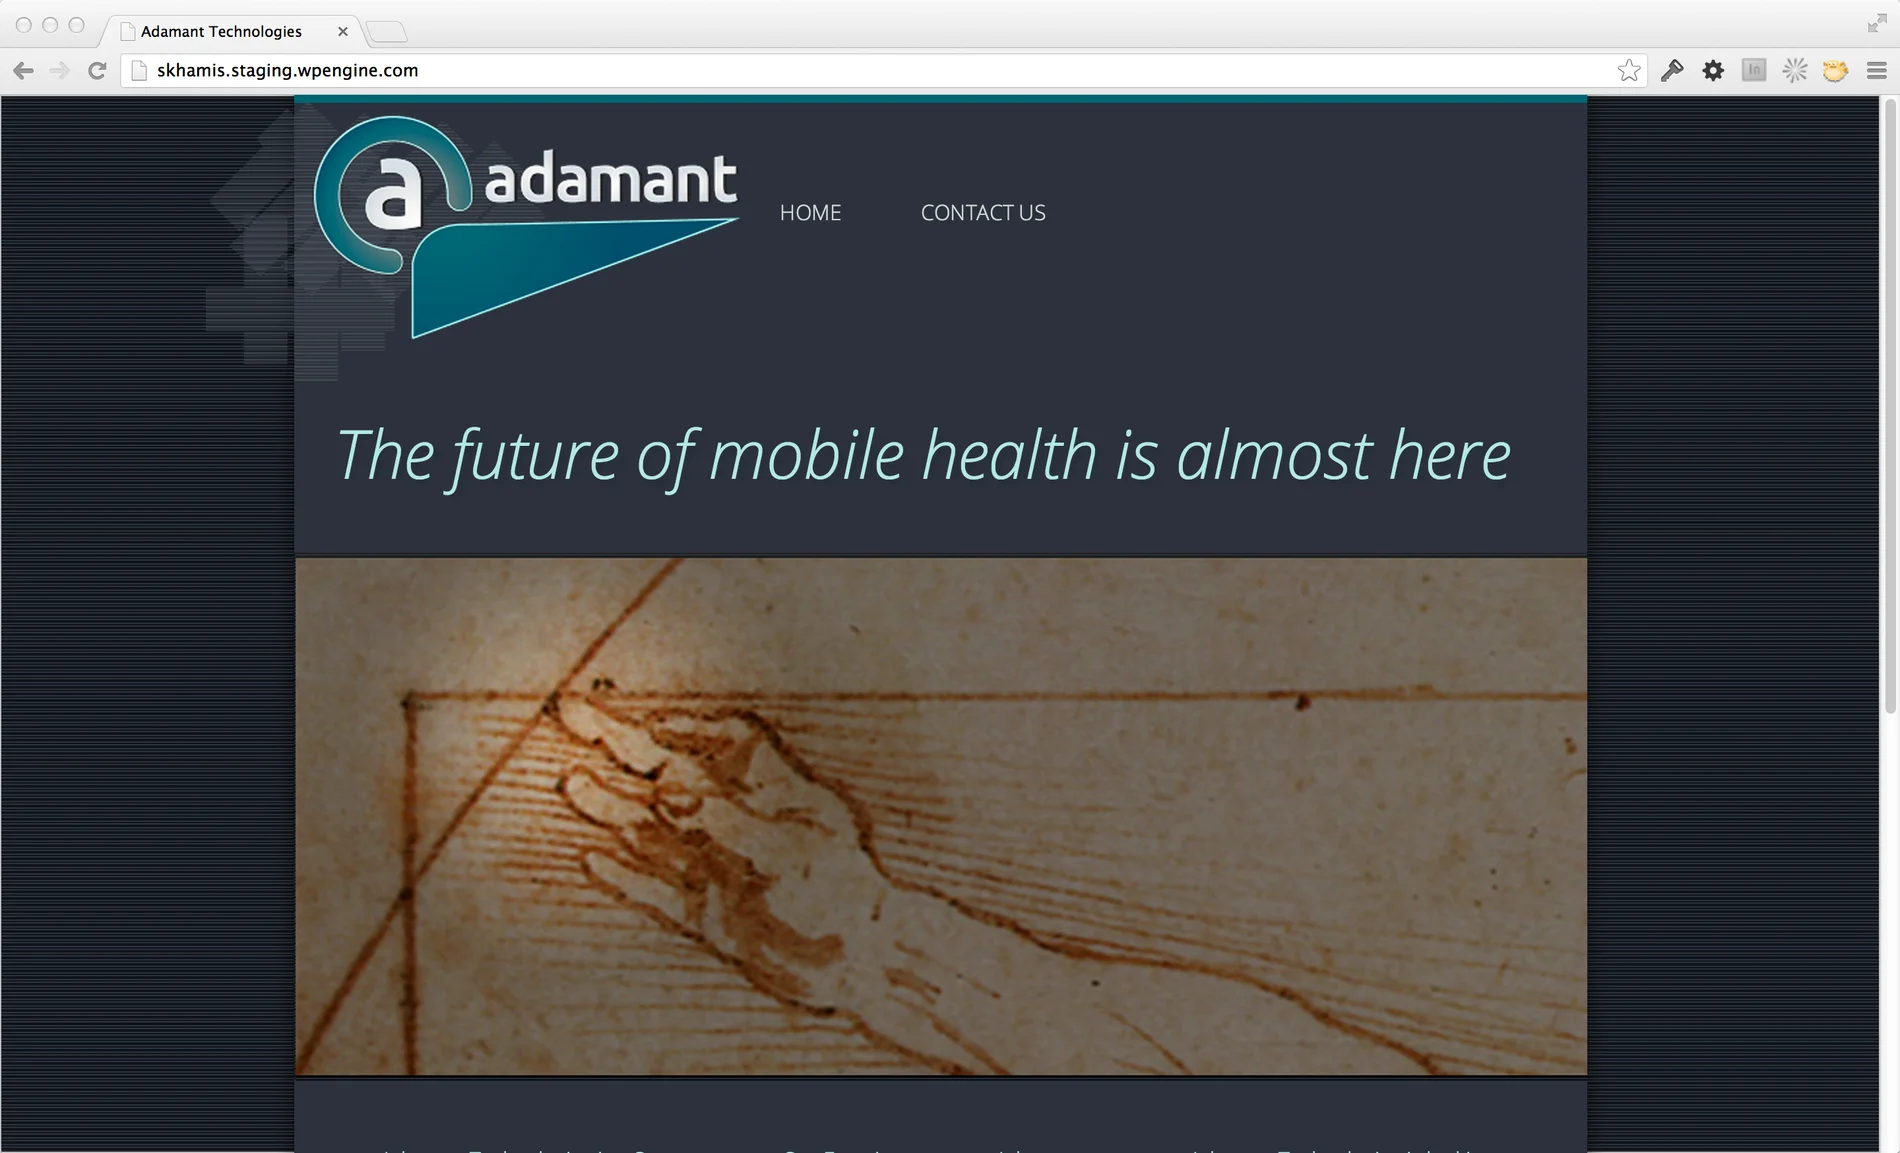 Adamant Technologies
skhamis.staging.wpengine.com
a adamant
HOME CONTACT US
The future of mobile health is almost here